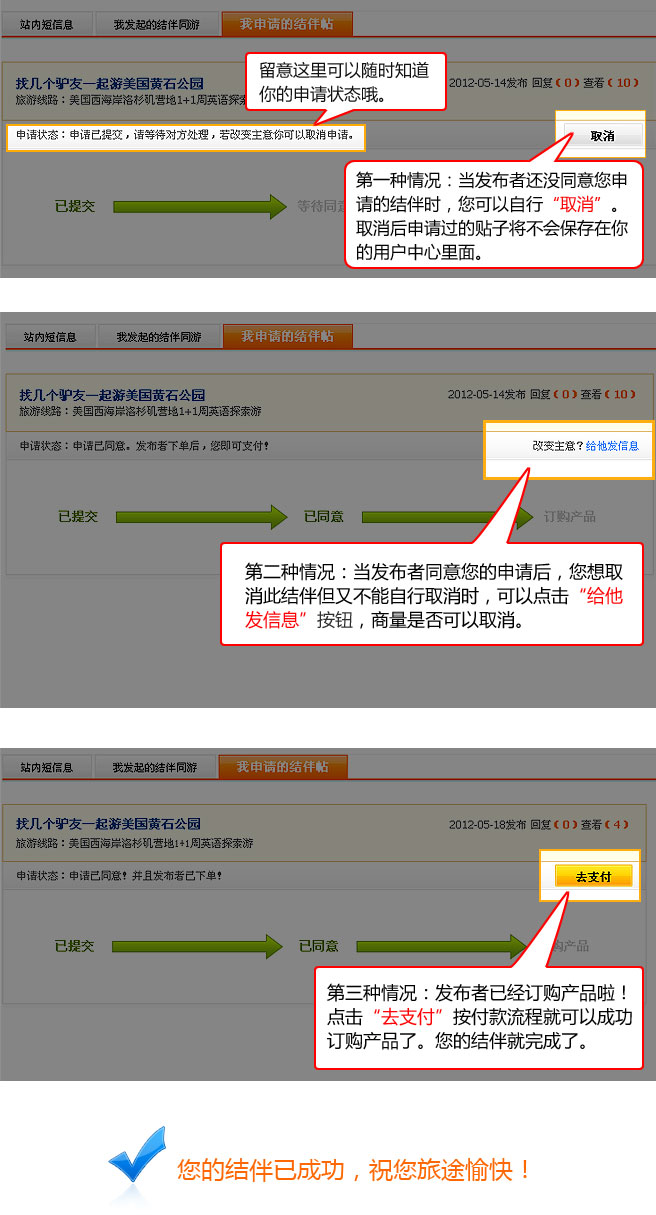 站内短信息 我发起的结伴同游 我申请的结伴帖
留意这里可以随时知道
你的申请状态哦。
找几个驴友一起游美国黄石公园 2012-05-14发布 回复(0)查看(10)
旅游线路：美国西海岸洛杉矶营地1+1周英语探索
申请状态：申请已提交，请等待对方处理，若改变主意你可以取消申请。 取消
已提交 等待同意
第一种情况：当发布者还没同意您申
请的结伴时，您可以自行“取消”。
取消后申请过的贴子将不会保存在你
的用户中心里面。
站内短信息 我发起的结伴同游 我申请的结伴帖
找几个驴友一起游美国黄石公园 2012-05-14发布 回复(0)查看(10)
旅游线路：美国西海岸洛杉矶营地1+1周英语探索游
申请状态：申请已同意。发布者下单后，您即可支付! 改变主意？给他发信息
已提交 已同意 订购产品
第二种情况：当发布者同意您的申请后，您想取
消此结伴但又不能自行取消时，可以点击“给他
发信息”按钮，商量是否可以取消。
站内短信息 我发起的结伴同游 我申请的结伴帖
找几个驴友一起游美国黄石公园 2012-05-18发布 回复(0)查看(4)
旅游线路：美国西海岸洛杉矶营地1+1周英语探索游
申请状态：申请已同意! 并且发布者已下单! 去支付
已提交 已同意 购产品
第三种情况：发布者已经订购产品啦！
点击“去支付”按付款流程就可以成功
订购产品了。您的结伴就完成了。
您的结伴已成功，祝您旅途愉快！